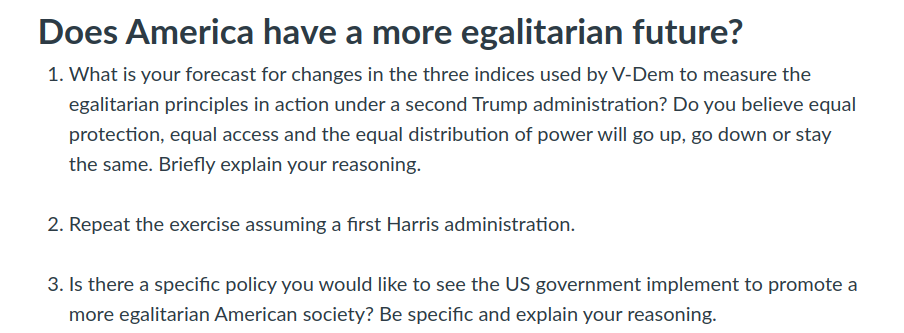 Does America have a more egalitarian future?
1. What is your forecast for changes in the three indices used by V-Dem to measure the
egalitarian principles in action under a second Trump administration? Do you believe equal
protection, equal access and the equal distribution of power will go up, go down or stay
the same. Briefly explain your reasoning.
2. Repeat the exercise assuming a first Harris administration.
3. Is there a specific policy you would like to see the US government implement to promote a
more egalitarian American society? Be specific and explain your reasoning.